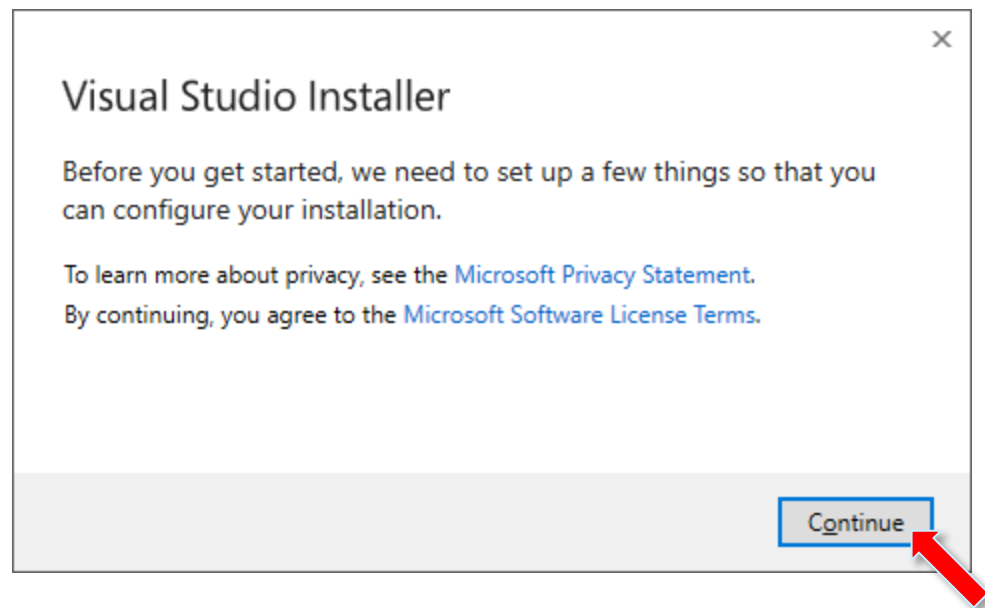 Visual Studio Installer
Before you get started, we need to set up a few things so that you
can configure your installation.
To learn more about privacy, see the Microsoft Privacy Statement.
By continuing, you agree to the Microsoft Software License Terms.
Continue